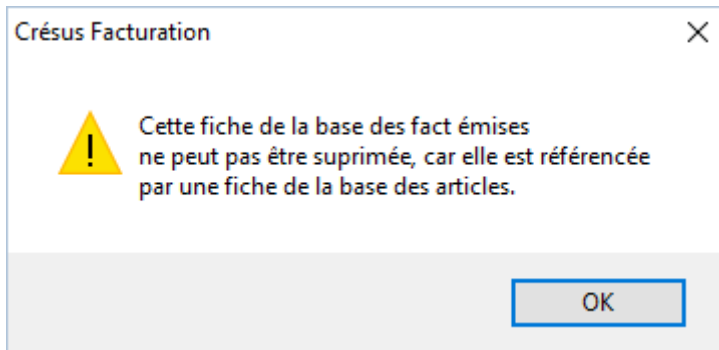 Crésus Facturation
Cette fiche de la base des fact émises
ne peut pas être suprimée, car elle est référencée
par une fiche de la base des articles.
OK